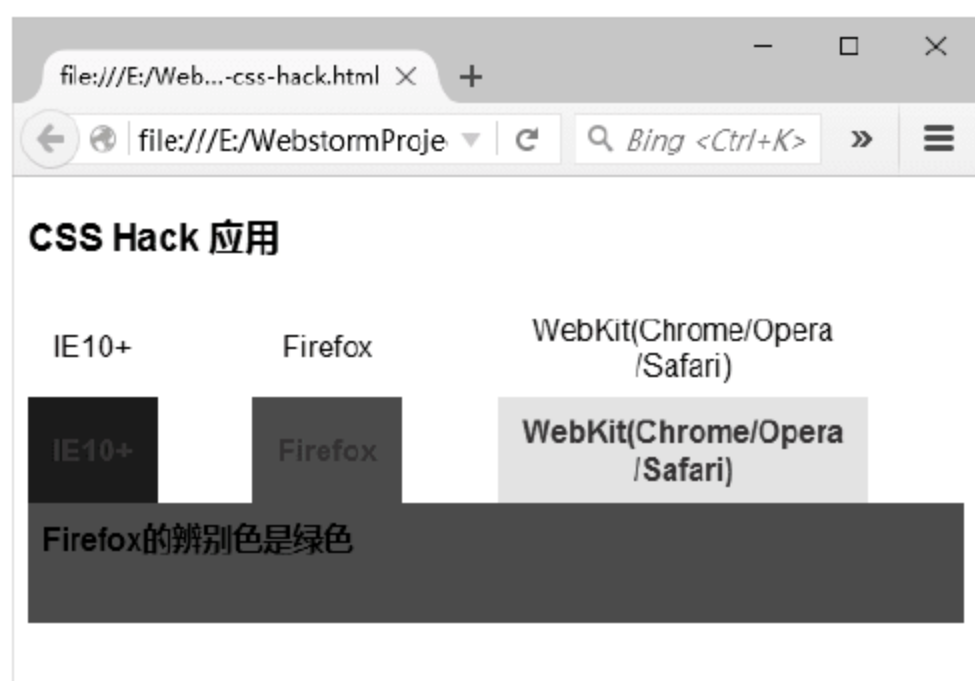 file:///E:/Web...-css-hack.html
file:///E:/WebstormProje
Bing <Ctrl+K>
CSS Hack 应用
IE10+
Firefox
WebKit(Chrome/Opera
/Safari)
IE10+
Firefox
WebKit(Chrome/Opera
/Safari)
Firefox的辨别色是绿色